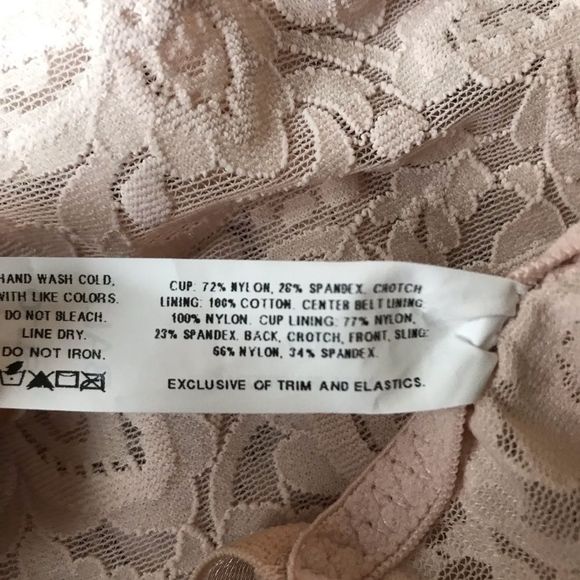 HAND WASH COLD,
WITH LIKE COLORS.
DO NOT BLEACH.
LINE DRY.
DO NOT IRON.
CUP: 72% NYLON, 28% SPANDEX. CROTCH
LINING: 100% COTTON. CENTER BELT LINING:
100% NYLON. CUP LINING: 77% NYLON,
23% SPANDEX. BACK, CROTCH, FRONT, SLING:
66% NYLON, 34% SPANDEX.
EXCLUSIVE OF TRIM AND ELASTICS.